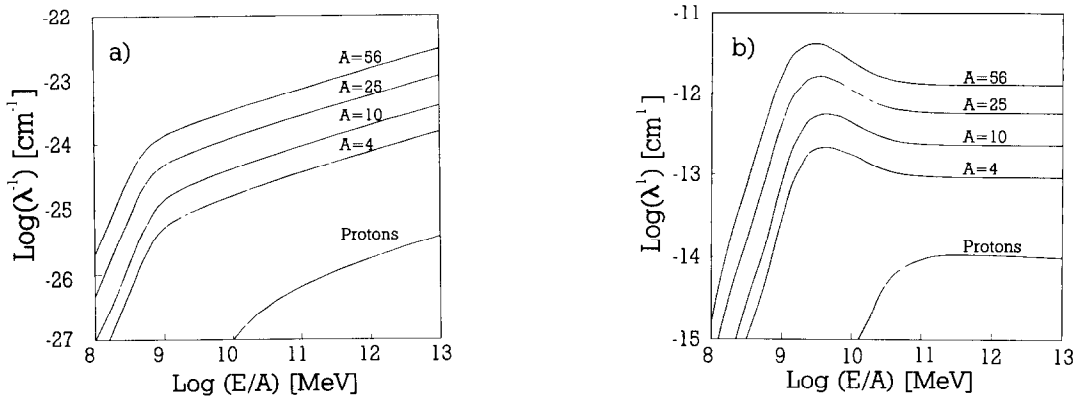 a)
Log(λ⁻¹) [cm⁻¹]
-22
-23
-24
-25
-26
-27
A=56
A=25
A=10
A=4
Protons
8 9 10 11 12 13
Log (E/A) [MeV]
b)
Log(λ¹) [cm⁻¹]
-11
-12
-13
-14
-15
A=56
A=25
A=10
A=4
Protons
8 9 10 11 12 13
Log (E/A) [MeV]